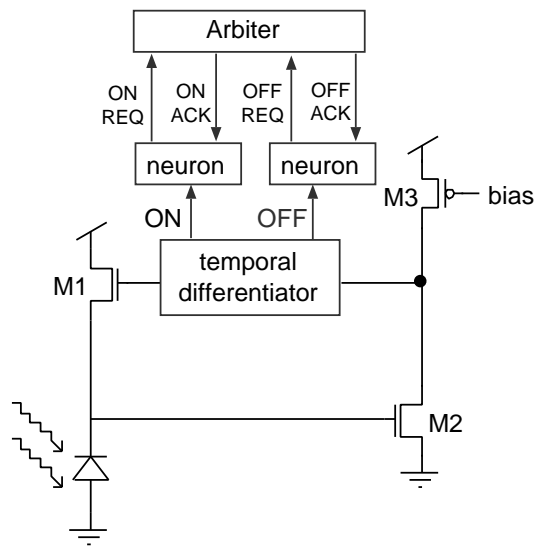 Arbiter
ON
REQ
ON
ACK
OFF
REQ
OFF
ACK
neuron
neuron
M3
bias
ON
OFF
M1
temporal
differentiator
M2